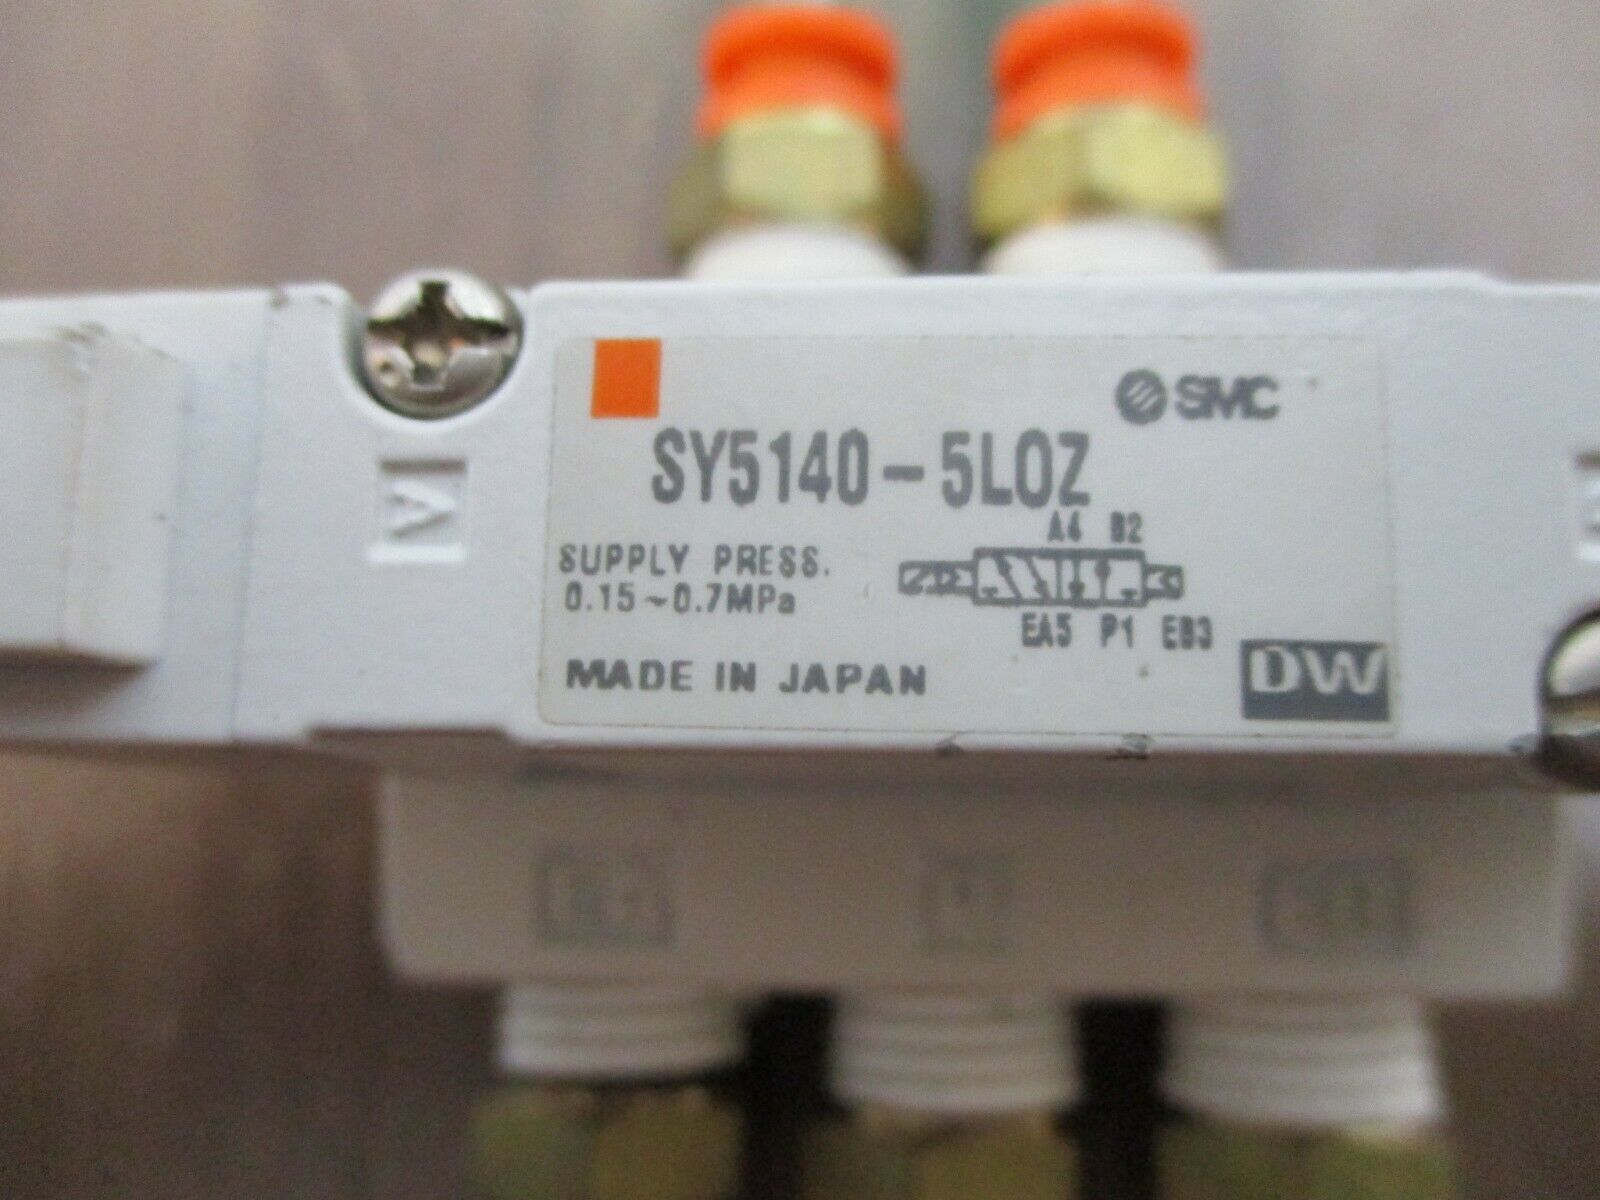 SMC
SY5140-5LOZ
A4 B2
SUPPLY PRESS.
0.15~0.7MPa
EA5 P1 EB3
MADE IN JAPAN
DW
A